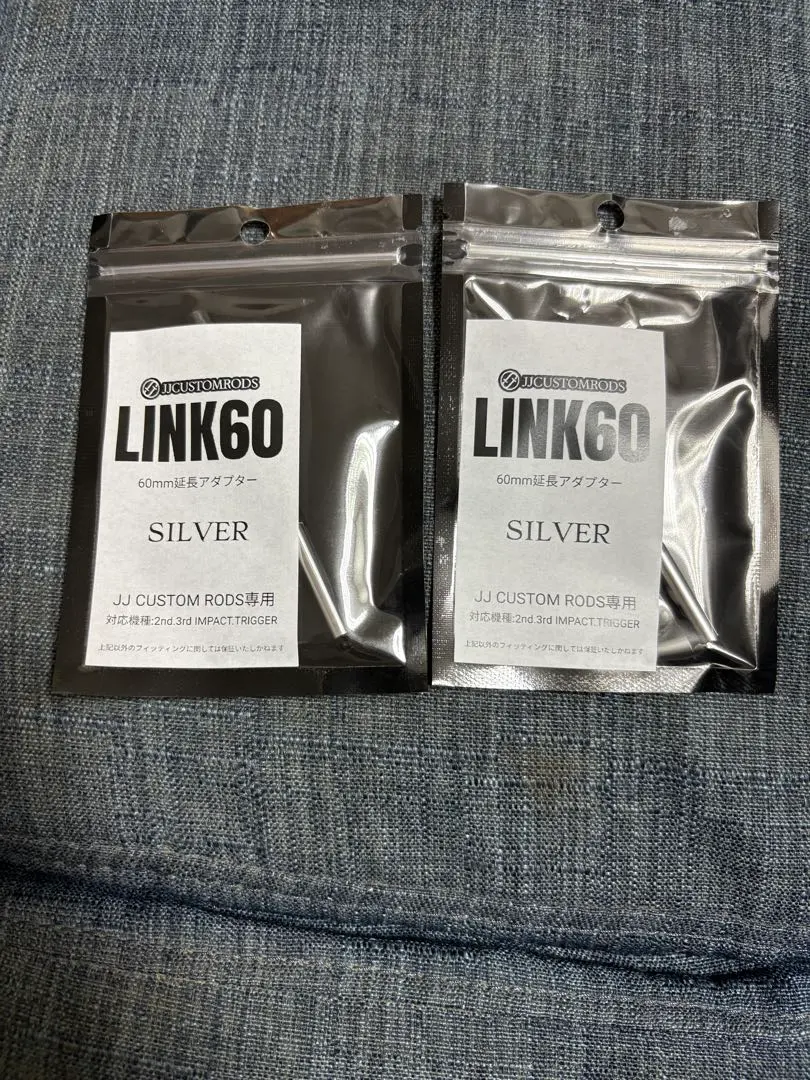 JJCUSTOMRODS
LINK60
60mm延長アダプター
SILVER
JJ CUSTOM RODS専用
対応機種:2nd.3rd IMPACT.TRIGGER
上記以外のフィッティングに関しては保証いたしかねます
JJCUSTOMRODS
LINK60
60mm延長アダプター
SILVER
JJ CUSTOM RODS専用
対応機種:2nd.3rd IMPACT.TRIGGER
上記以外のフィッティングに関しては保証いたしかねます